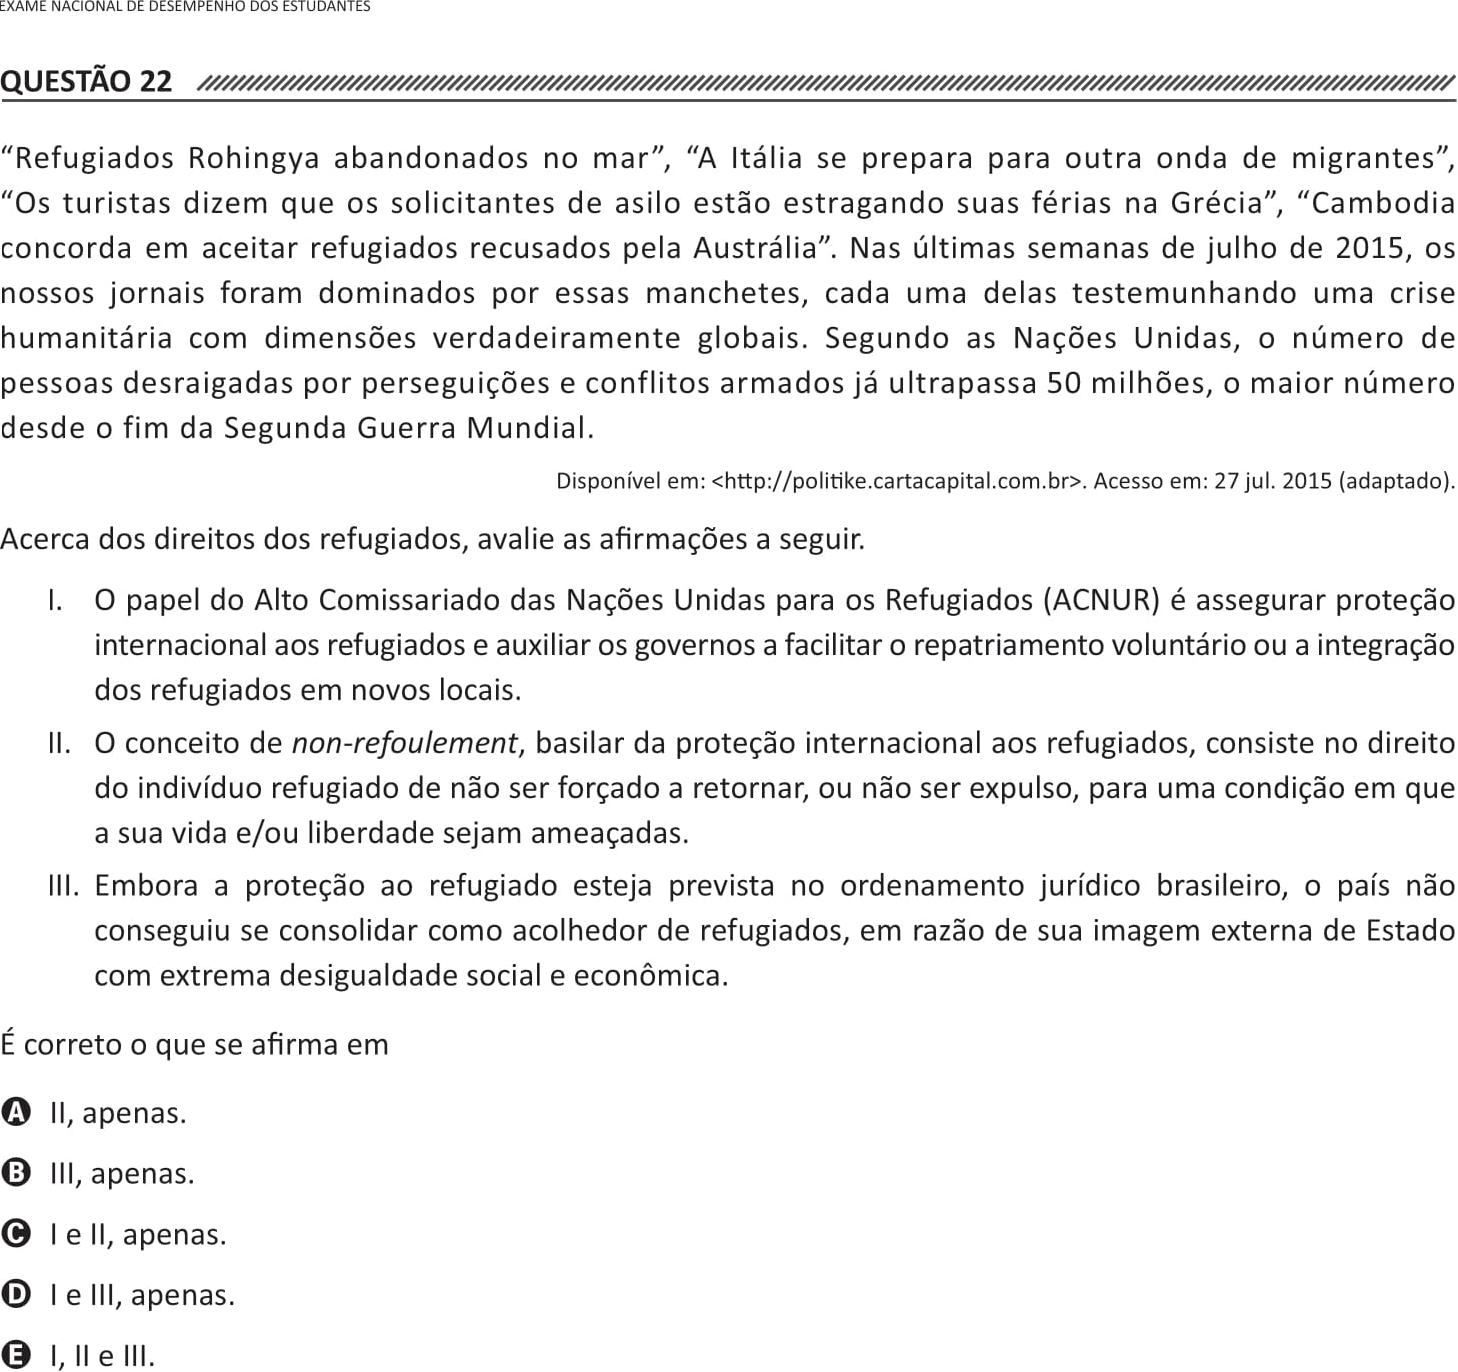 EXAME NACIONAL DE DESEMPENHO DOS ESTUDANTES
QUESTÃO 22
“Refugiados Rohingya abandonados no mar”, “A Itália se prepara para outra onda de migrantes”,
“Os turistas dizem que os solicitantes de asilo estão estragando suas férias na Grécia”, “Cambodia
concorda em aceitar refugiados recusados pela Austrália”. Nas últimas semanas de julho de 2015, os
nossos jornais foram dominados por essas manchetes, cada uma delas testemunhando uma crise
humanitária com dimensões verdadeiramente globais. Segundo as Nações Unidas, o número de
pessoas desraigadas por perseguições e conflitos armados já ultrapassa 50 milhões, o maior número
desde o fim da Segunda Guerra Mundial.
Disponível em: <http://politike.cartacapital.com.br>. Acesso em: 27 jul. 2015 (adaptado).
Acerca dos direitos dos refugiados, avalie as afirmações a seguir.
I. O papel do Alto Comissariado das Nações Unidas para os Refugiados (ACNUR) é assegurar proteção
internacional aos refugiados e auxiliar os governos a facilitar o repatriamento voluntário ou a integração
dos refugiados em novos locais.
II. O conceito de non-refoulement, basilar da proteção internacional aos refugiados, consiste no direito
do indivíduo refugiado de não ser forçado a retornar, ou não ser expulso, para uma condição em que
a sua vida e/ou liberdade sejam ameaçadas.
III. Embora a proteção ao refugiado esteja prevista no ordenamento jurídico brasileiro, o país não
conseguiu se consolidar como acolhedor de refugiados, em razão de sua imagem externa de Estado
com extrema desigualdade social e econômica.
É correto o que se afirma em
A II, apenas.
B III, apenas.
C I e II, apenas.
D I e III, apenas.
E I, II e III.